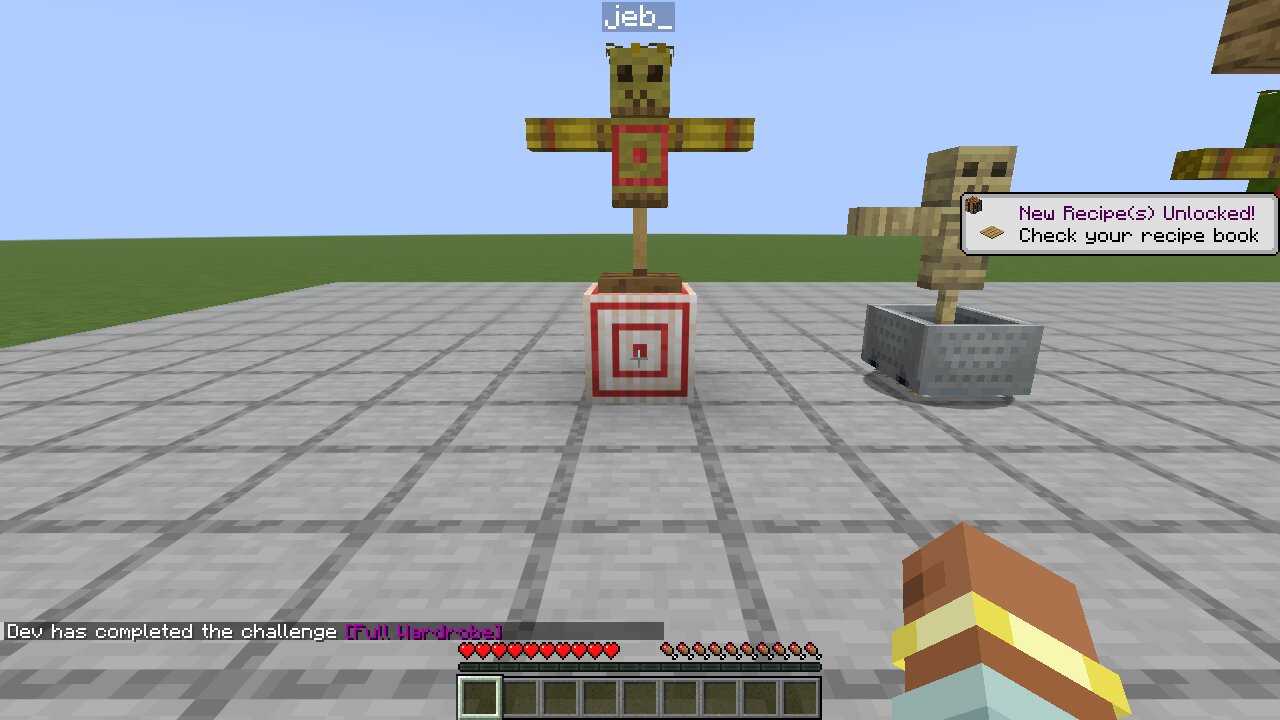 jeb_
New Recipe(s) Unlocked!
Check your recipe book
Dev has completed the challenge [Full Wardrobe]